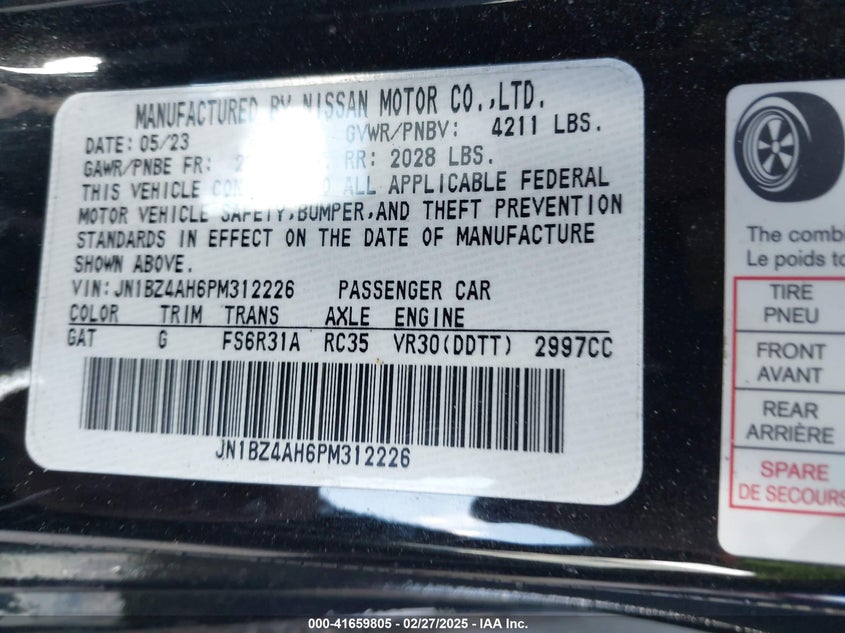 MANUFACTURED BY NISSAN MOTOR CO.,LTD.
DATE: 05/23 GVWR/PNBV: 4211 LBS.
GAWR/PNBE FR: RR: 2028 LBS.
THIS VEHICLE ALL APPLICABLE FEDERAL
MOTOR VEHICLE SAFETY,BUMPER,AND THEFT PREVENTION
STANDARDS IN EFFECT ON THE DATE OF MANUFACTURE
SHOWN ABOVE.
VIN: JN1BZ4AH6PM312226 PASSENGER CAR
COLOR TRIM TRANS AXLE ENGINE
GAT G FS6R31A RC35 VR30(DDTT) 2997CC
JN1BZ4AH6PM312226
The
Le poids
TIRE
PNEU
FRONT
AVANT
REAR
ARRIÈRE
SPARE
DE SECOURS
000-41659805 - 02/27/2025 - IAA Inc.